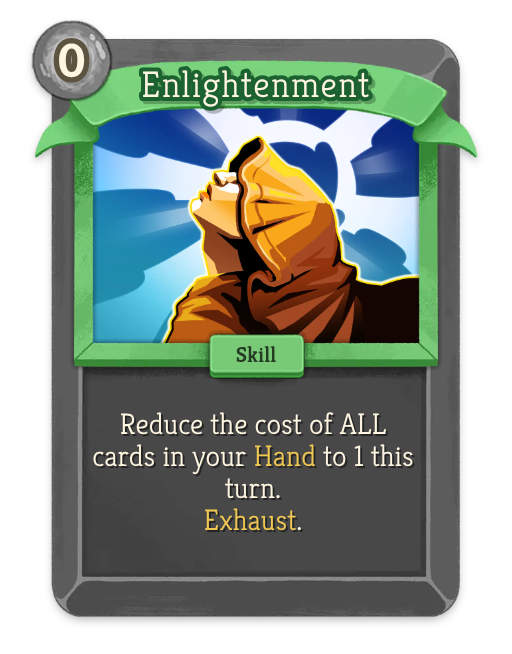 0
Enlightenment
Skill
Reduce the cost of ALL
cards in your Hand to 1 this
turn.
Exhaust.